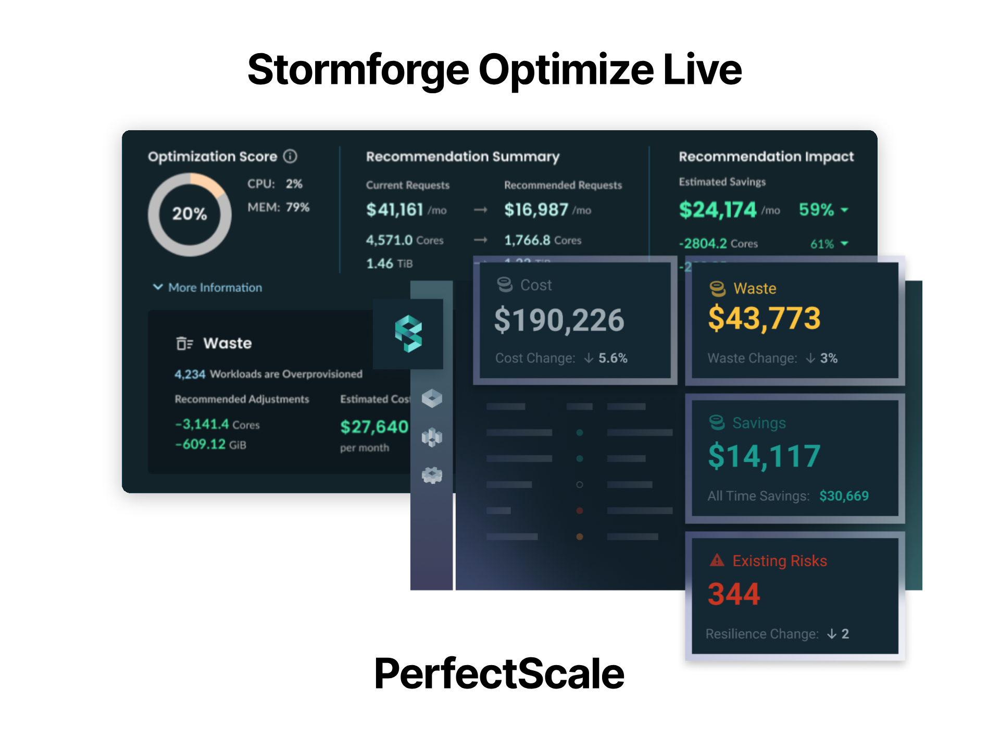 Stormforge Optimize Live
Optimization Score
20%
CPU: 2%
MEM: 79%
More Information
Recommendation Summary
Current Requests
Recommended Requests
$41,161 /mo → $16,987 /mo
4,571.0 Cores → 1,766.8 Cores
1.46 TiB
Recommendation Impact
Estimated Savings
$24,174 /mo 59%
-2804.2 Cores 61%
Waste
4,234 Workloads are Overprovisioned
Recommended Adjustments
-3,141.4 Cores
-609.12 GiB
Estimated
$27,640
per month
Cost
$190,226
Cost Change: ↓ 5.6%
Waste
$43,773
Waste Change: ↓ 3%
Savings
$14,117
All Time Savings: $30,669
Existing Risks
344
Resilience Change: ↓ 2
PerfectScale